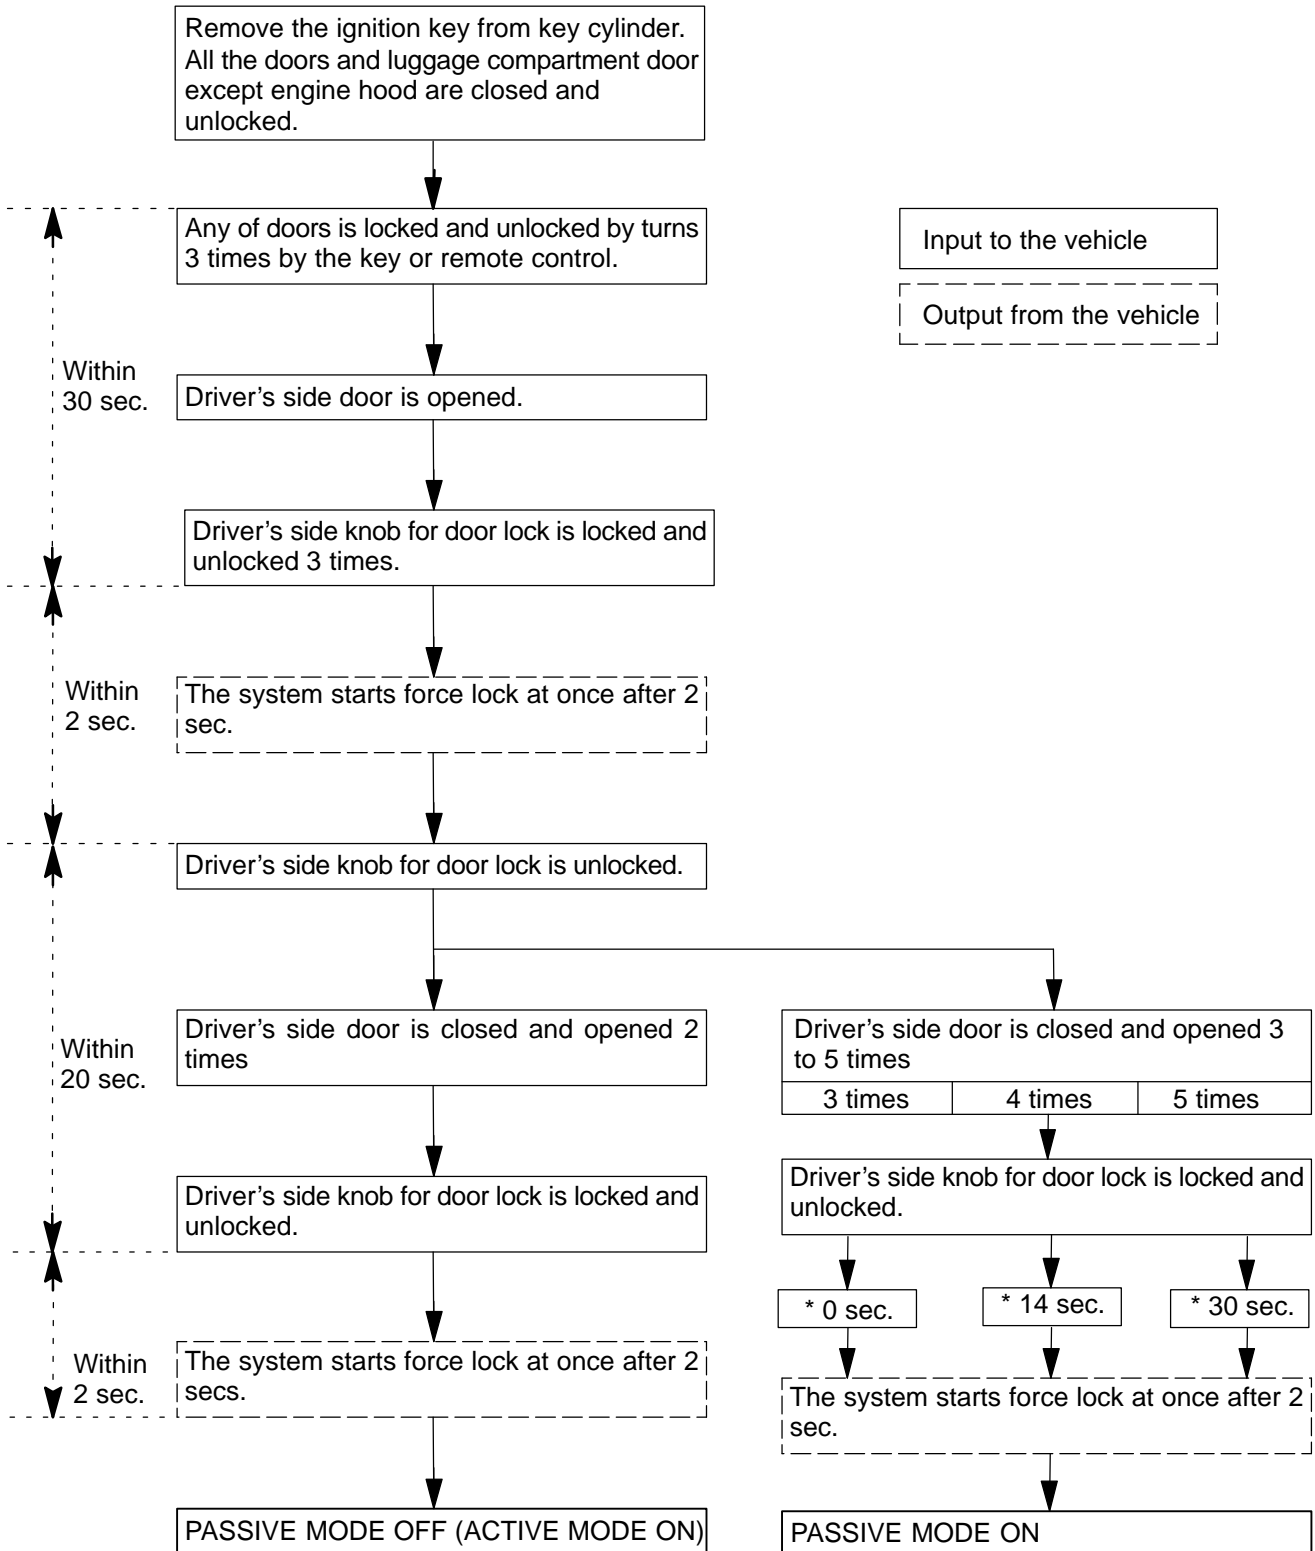 Remove the ignition key from key cylinder.
All the doors and luggage compartment door
except engine hood are closed and
unlocked.
Any of doors is locked and unlocked by turns
3 times by the key or remote control.
Input to the vehicle
Output from the vehicle
Within
30 sec.
Driver’s side door is opened.
Driver’s side knob for door lock is locked and
unlocked 3 times.
Within
2 sec.
The system starts force lock at once after 2
sec.
Driver’s side knob for door lock is unlocked.
Within
20 sec.
Driver’s side door is closed and opened 2
times
Driver’s side door is closed and opened 3
to 5 times
3 times
4 times
5 times
Driver’s side knob for door lock is locked and
unlocked.
Driver’s side knob for door lock is locked and
unlocked.
* 0 sec.
* 14 sec.
* 30 sec.
Within
2 sec.
The system starts force lock at once after 2
secs.
The system starts force lock at once after 2
sec.
PASSIVE MODE OFF (ACTIVE MODE ON)
PASSIVE MODE ON